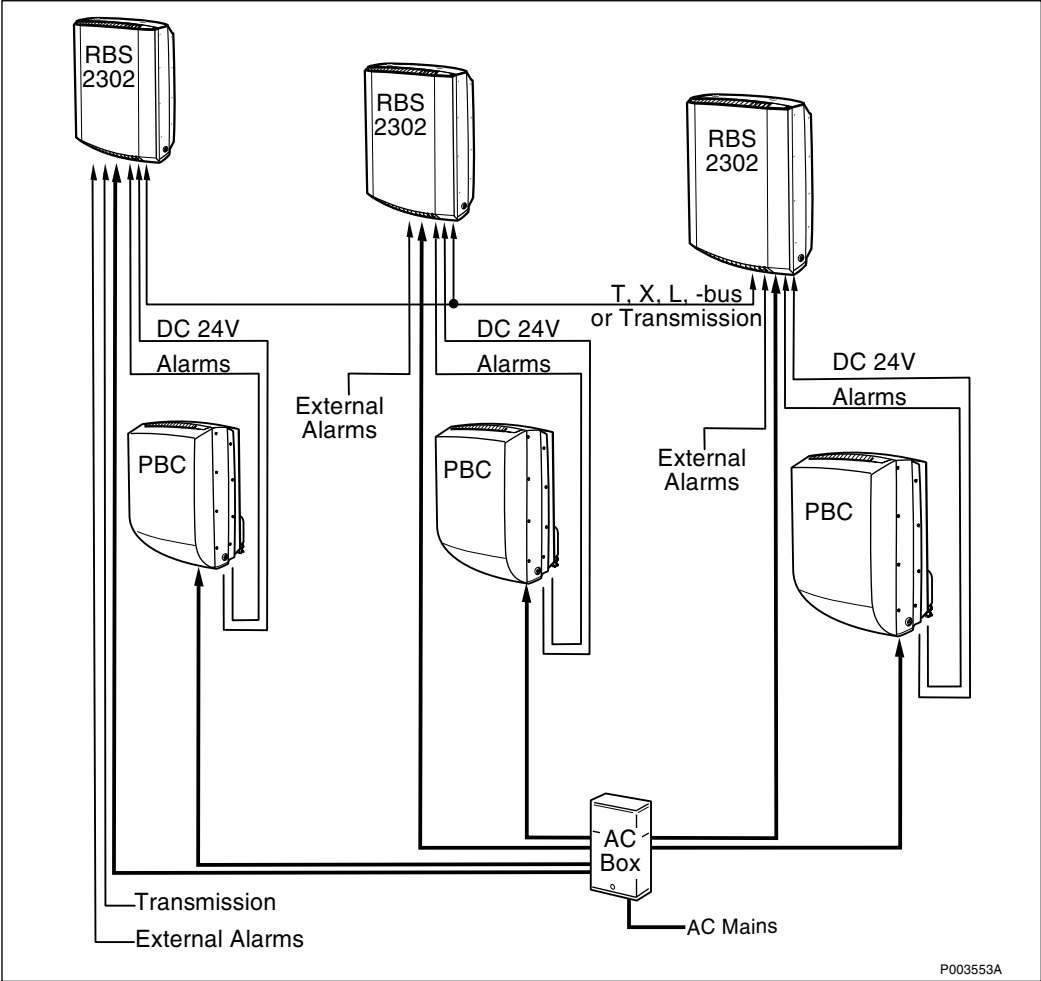 RBS
2302
RBS
2302
RBS
2302
T, X, L, -bus
or Transmission
DC 24V
Alarms
DC 24V
Alarms
DC 24V
Alarms
External
Alarms
External
Alarms
PBC
PBC
PBC
AC
Box
Transmission
External Alarms
AC Mains
P003553A